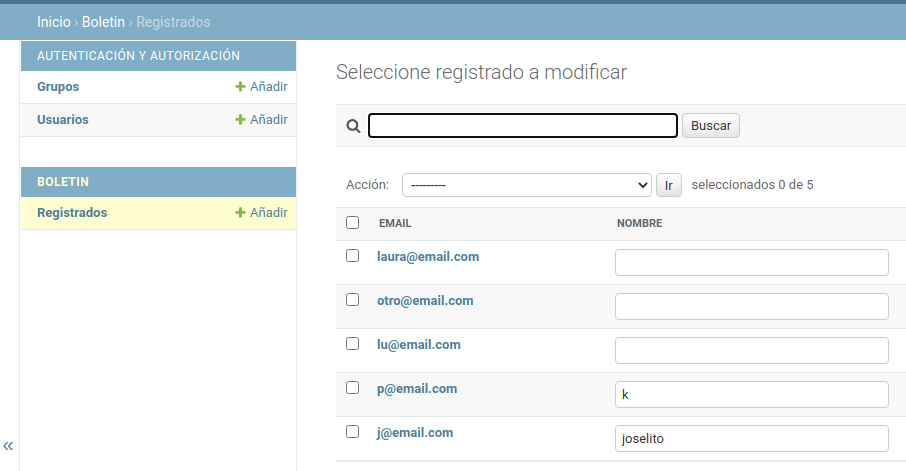 Inicio › Boletin › Registrados
AUTENTICACIÓN Y AUTORIZACIÓN
Grupos + Añadir
Usuarios + Añadir
BOLETIN
Registrados + Añadir
«
Seleccione registrado a modificar
Buscar
Acción: --------- Ir seleccionados 0 de 5
EMAIL NOMBRE
laura@email.com
otro@email.com
lu@email.com
p@email.com k
j@email.com joselito